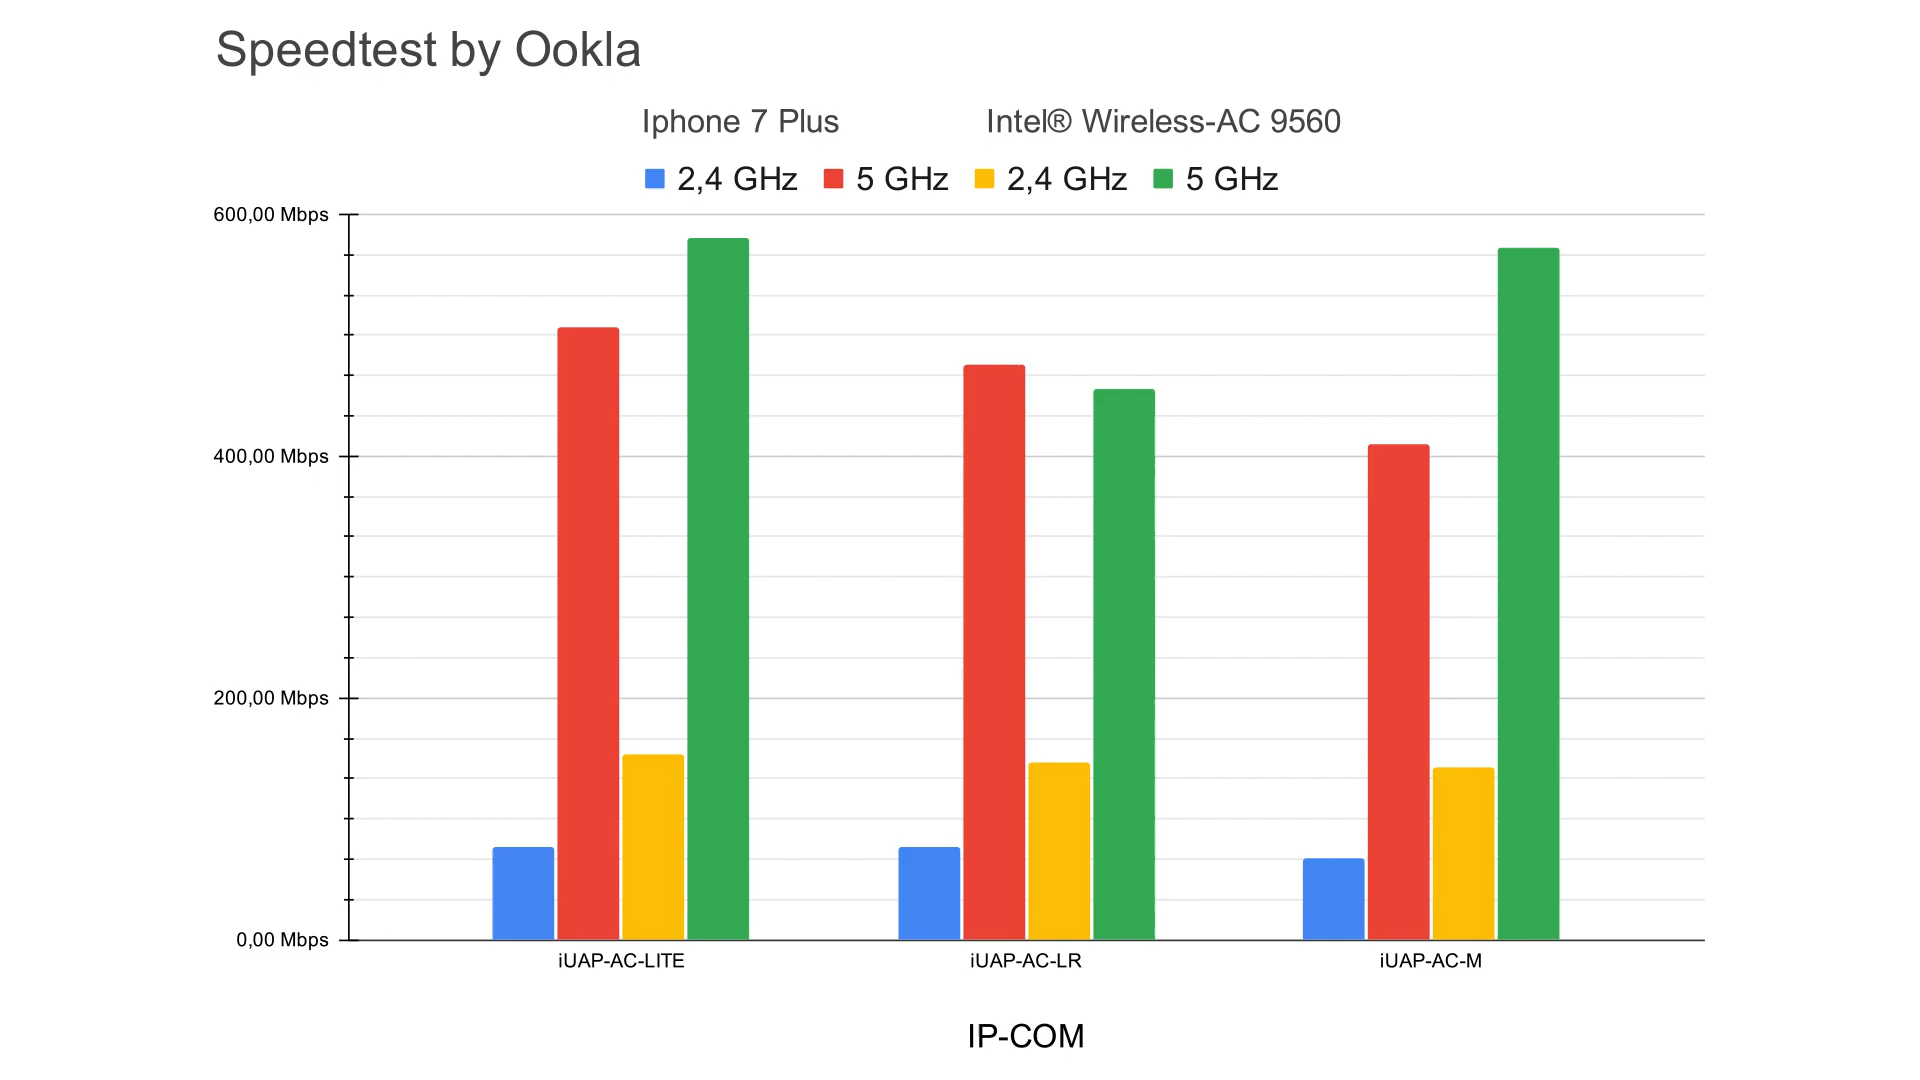 Speedtest by Ookla
Iphone 7 Plus Intel® Wireless-AC 9560
2,4 GHz 5 GHz 2,4 GHz 5 GHz
600,00 Mbps
400,00 Mbps
200,00 Mbps
0,00 Mbps
iUAP-AC-LITE iUAP-AC-LR iUAP-AC-M
IP-COM